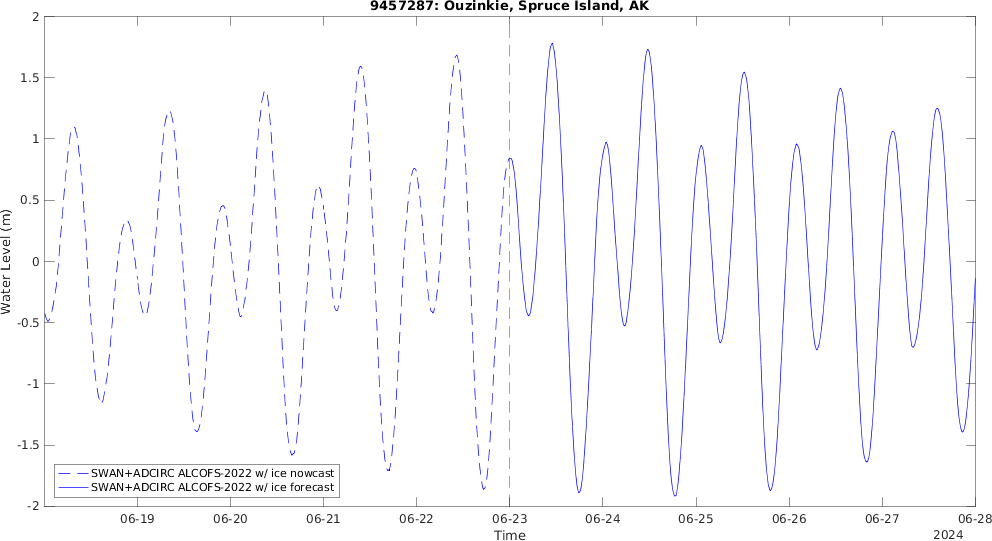 9457287: Ouzinkie, Spruce Island, AK
2
1.5
1
0.5
0
-0.5
-1
-1.5
-2
Water Level (m)
SWAN+ADCIRC ALCOFS-2022 w/ ice nowcast
SWAN+ADCIRC ALCOFS-2022 w/ ice forecast
06-19 06-20 06-21 06-22 06-23 06-24 06-25 06-26 06-27 06-28
Time
2024